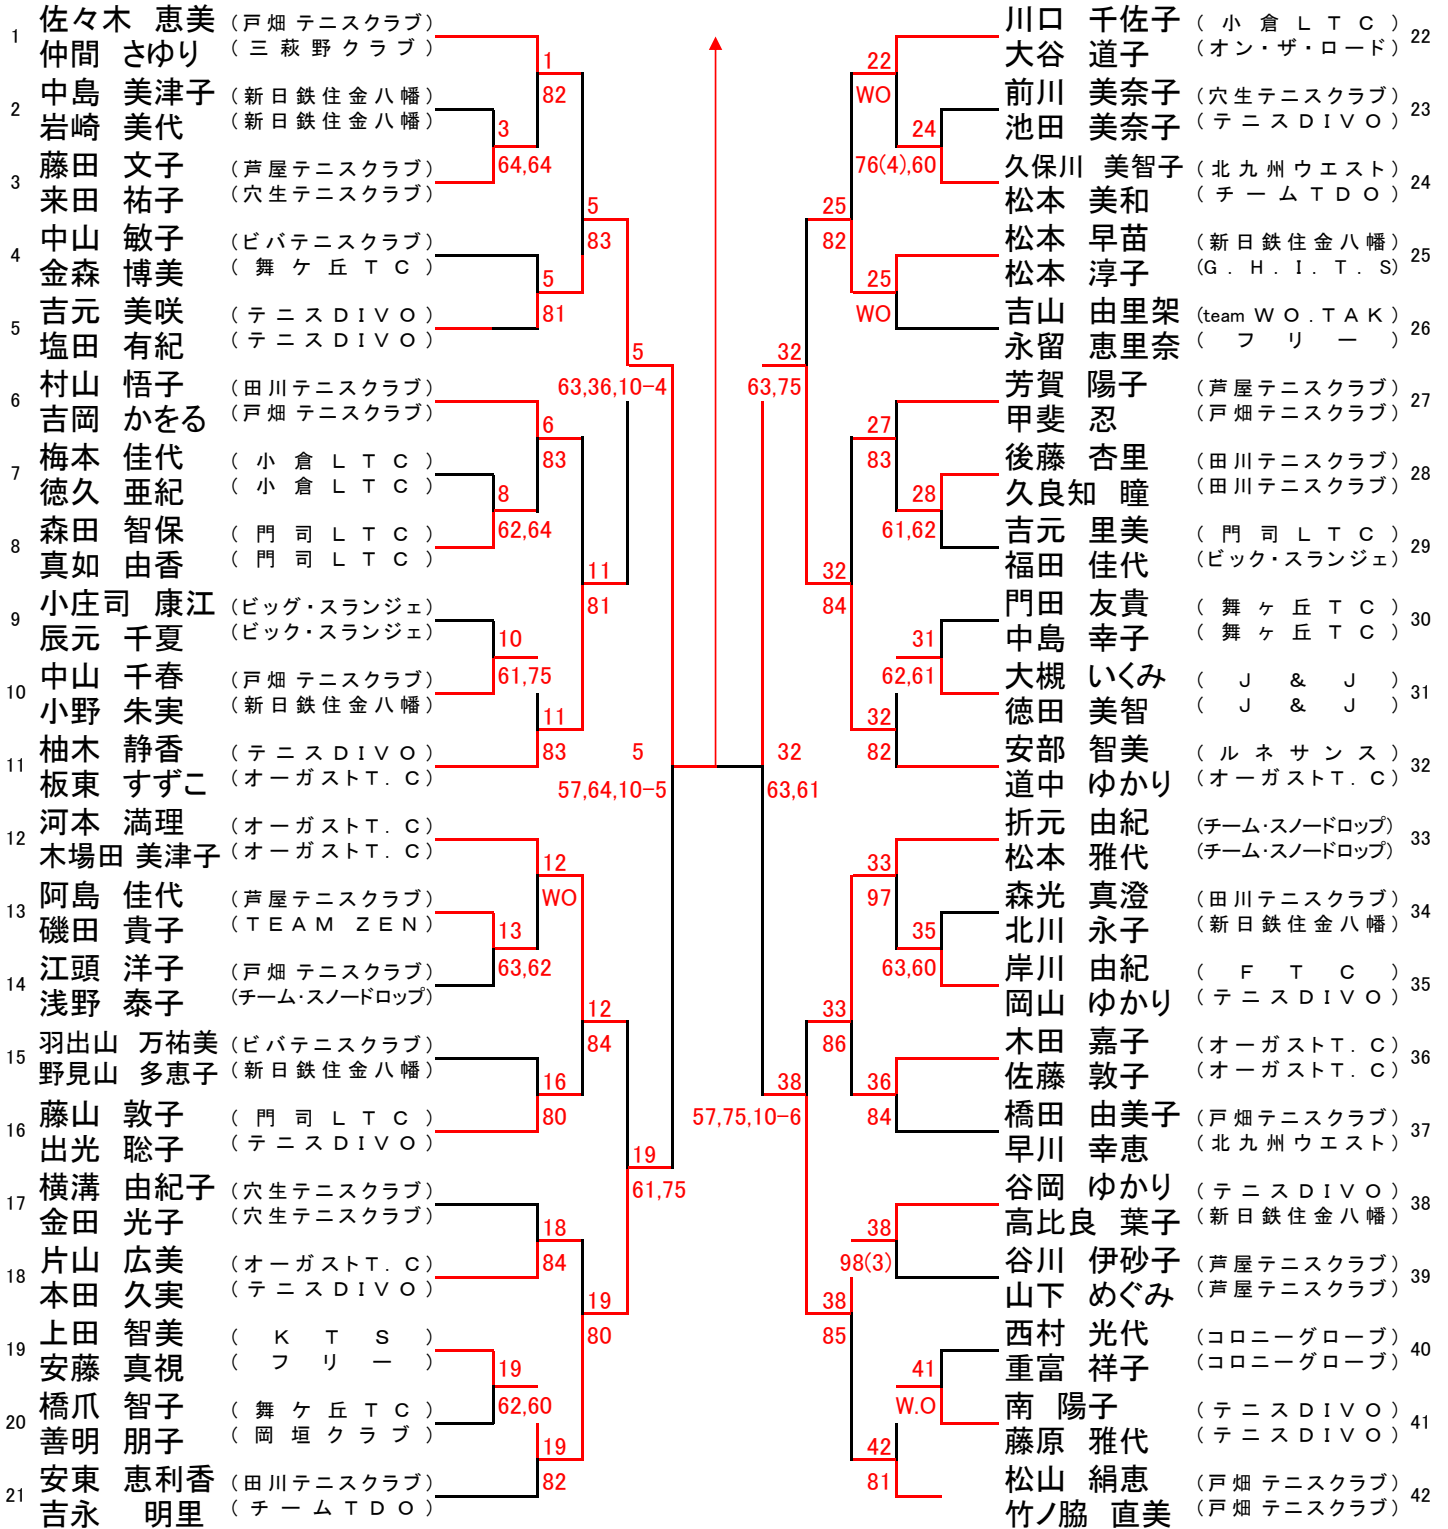 1 佐々木 恵美 (戸畑テニスクラブ)
仲間 さゆり (三萩野クラブ)
2 中島 美津子 (新日鉄住金八幡)
岩崎 美代 (新日鉄住金八幡)
3 藤田 文子 (芦屋テニスクラブ)
来田 祐子 (穴生テニスクラブ)
4 中山 敏子 (ビバテニスクラブ)
金森 博美 (舞ケ丘TC)
5 吉元 美咲 (テニスDIVO)
塩田 有紀 (テニスDIVO)
6 村山 悟子 (田川テニスクラブ)
吉岡 かをる (戸畑テニスクラブ)
7 梅本 佳代 (小倉LTC)
徳久 亜紀 (小倉LTC)
8 森田 智保 (門司LTC)
真如 由香 (門司LTC)
9 小庄司 康江 (ビッグ・スランジェ)
辰元 千夏 (ビック・スランジェ)
10 中山 千春 (戸畑テニスクラブ)
小野 朱実 (新日鉄住金八幡)
11 柚木 静香 (テニスDIVO)
板東 すずこ (オーガストT.C)
12 河本 満理 (オーガストT.C)
木場田 美津子 (オーガストT.C)
13 阿島 佳代 (芦屋テニスクラブ)
磯田 貴子 (TEAM ZEN)
14 江頭 洋子 (戸畑テニスクラブ)
浅野 泰子 (チーム・スノードロップ)
15 羽出山 万祐美 (ビバテニスクラブ)
野見山 多恵子 (新日鉄住金八幡)
16 藤山 敦子 (門司LTC)
出光 聡子 (テニスDIVO)
17 横溝 由紀子 (穴生テニスクラブ)
金田 光子 (穴生テニスクラブ)
18 片山 広美 (オーガストT.C)
本田 久実 (テニスDIVO)
19 上田 智美 (KTS)
安藤 真視 (フリー)
20 橋爪 智子 (舞ケ丘TC)
善明 朋子 (岡垣クラブ)
21 安東 恵利香 (田川テニスクラブ)
吉永 明里 (チームTDO)
1
82
3
64,64
5
83
5
81
5
63,36,10-4
6
83
8
62,64
11
81
10
61,75
11
83
5
57,64,10-5
12
WO
13
63,62
12
84
16
80
19
61,75
18
84
19
80
19
62,60
19
82
22
WO
24
76(4),60
25
82
25
WO
32
63,75
27
83
28
61,62
32
84
31
62,61
32
82
32
63,61
33
97
35
63,60
33
86
36
84
38
57,75,10-6
38
98(3)
38
85
41
W.O
42
81
川口 千佐子 (小倉LTC) 22
大谷 道子 (オン・ザ・ロード)
前川 美奈子 (穴生テニスクラブ) 23
池田 美奈子 (テニスDIVO)
久保川 美智子 (北九州ウエスト) 24
松本 美和 (チームTDO)
松本 早苗 (新日鉄住金八幡) 25
松本 淳子 (G.H.I.T.S)
吉山 由里架 (team WO.TAK) 26
永留 恵里奈 (フリー)
芳賀 陽子 (芦屋テニスクラブ) 27
甲斐 忍 (戸畑テニスクラブ)
後藤 杏里 (田川テニスクラブ) 28
久良知 瞳 (田川テニスクラブ)
吉元 里美 (門司LTC) 29
福田 佳代 (ビック・スランジェ)
門田 友貴 (舞ヶ丘TC) 30
中島 幸子 (舞ヶ丘TC)
大槻 いくみ (J&J) 31
徳田 美智 (J&J)
安部 智美 (ルネサンス) 32
道中 ゆかり (オーガストT.C)
折元 由紀 (チーム・スノードロップ) 33
松本 雅代 (チーム・スノードロップ)
森光 真澄 (田川テニスクラブ) 34
北川 永子 (新日鉄住金八幡)
岸川 由紀 (FTC) 35
岡山 ゆかり (テニスDIVO)
木田 嘉子 (オーガストT.C) 36
佐藤 敦子 (オーガストT.C)
橋田 由美子 (戸畑テニスクラブ) 37
早川 幸恵 (北九州ウエスト)
谷岡 ゆかり (テニスDIVO) 38
高比良 葉子 (新日鉄住金八幡)
谷川 伊砂子 (芦屋テニスクラブ) 39
山下 めぐみ (芦屋テニスクラブ)
西村 光代 (コロニーグローブ) 40
重富 祥子 (コロニーグローブ)
南 陽子 (テニスDIVO) 41
藤原 雅代 (テニスDIVO)
松山 絹恵 (戸畑テニスクラブ) 42
竹ノ脇 直美 (戸畑テニスクラブ)